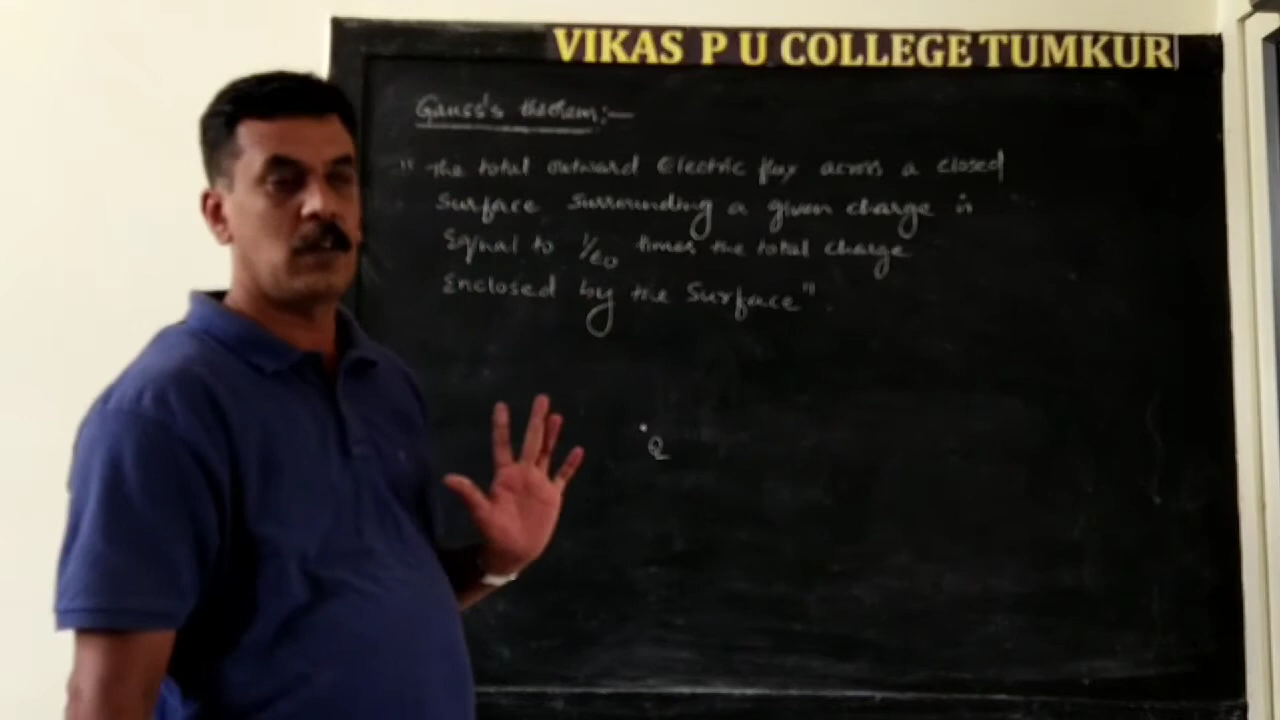 VIKAS P U COLLEGE TUMKUR
Gauss's theorem:-
" The total outward Electric flux across a closed
Surface surrounding a given charge is
Equal to 1/ε0 times the total charge
Enclosed by the Surface".
Q